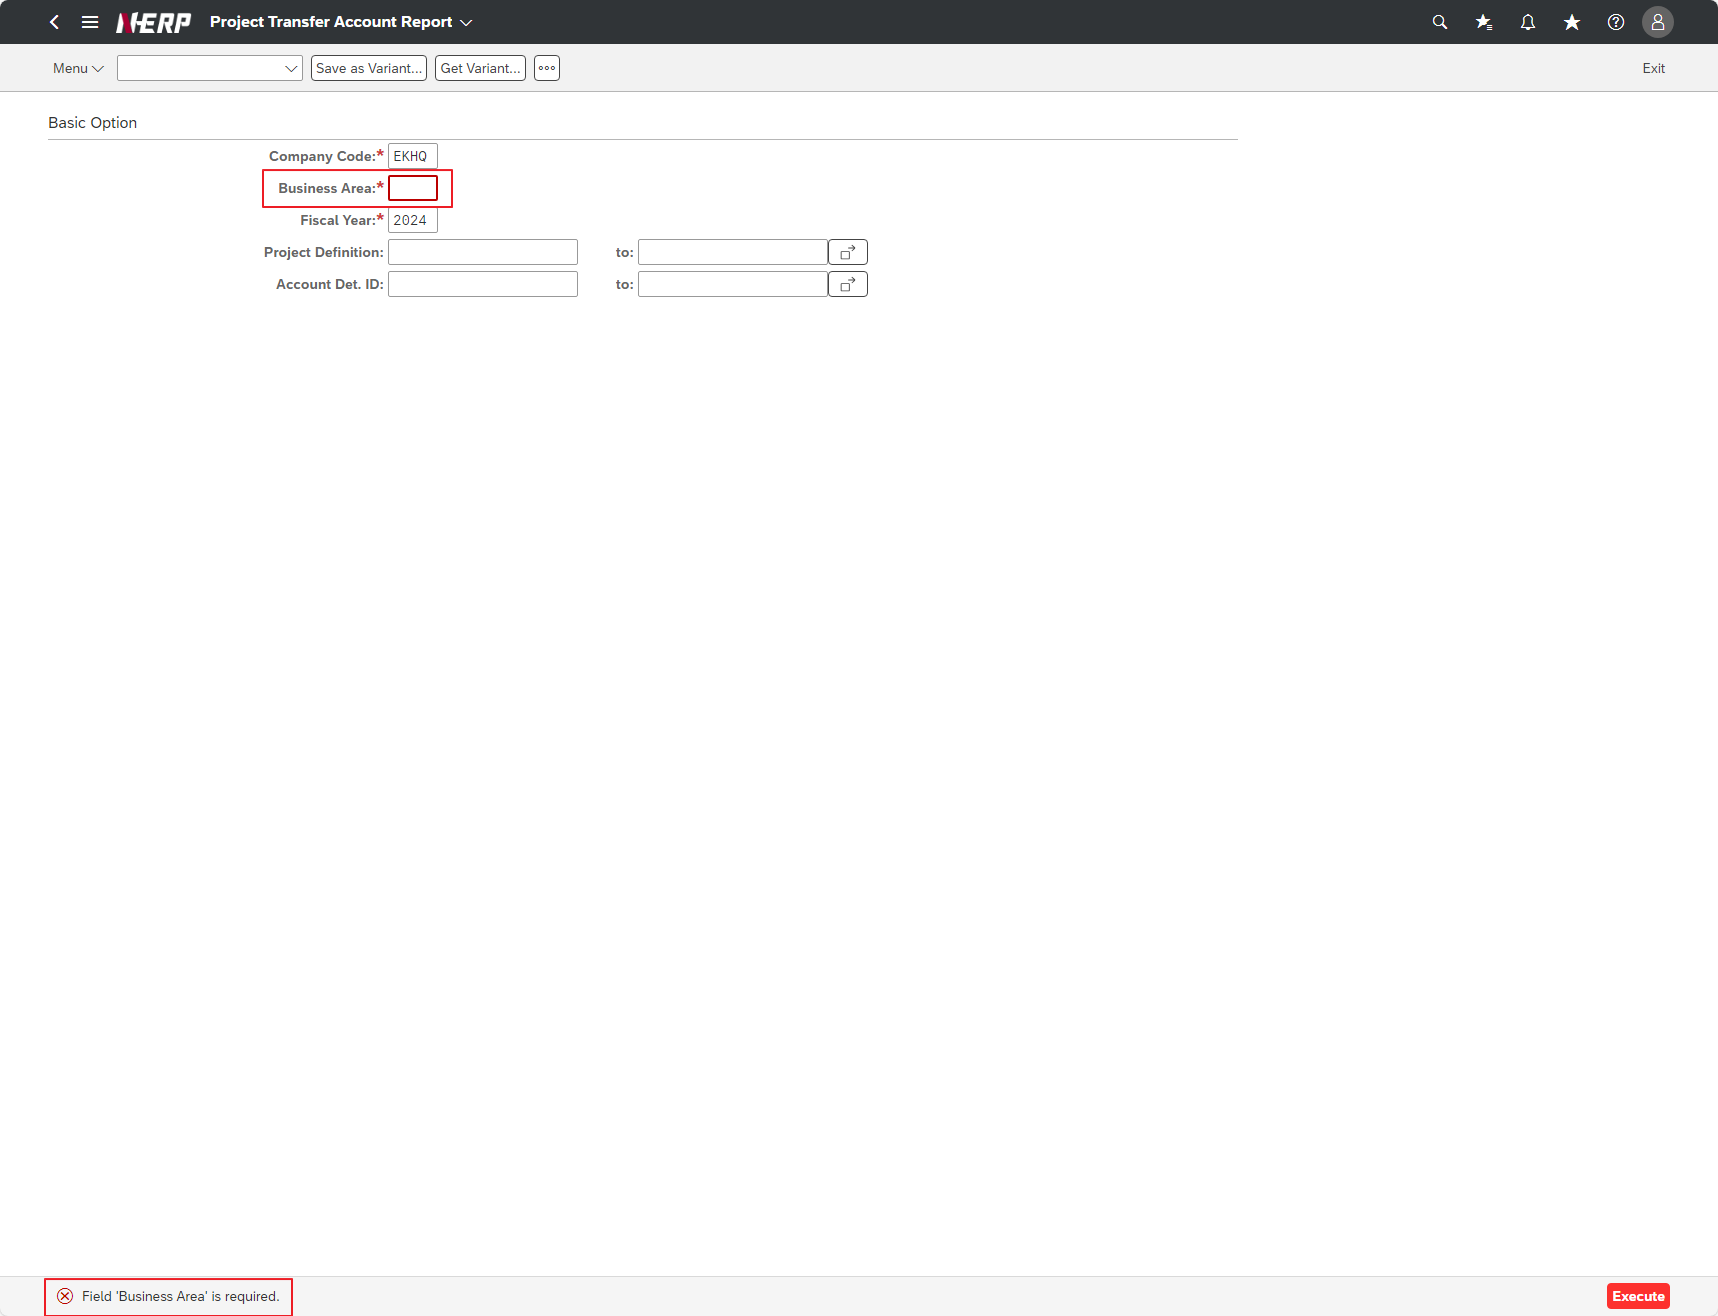 NERP Project Transfer Account Report
Menu Save as Variant... Get Variant... Exit
Basic Option
Company Code:* EKHQ
Business Area:*
Fiscal Year:* 2024
Project Definition: to:
Account Det. ID: to:
Field 'Business Area' is required. Execute